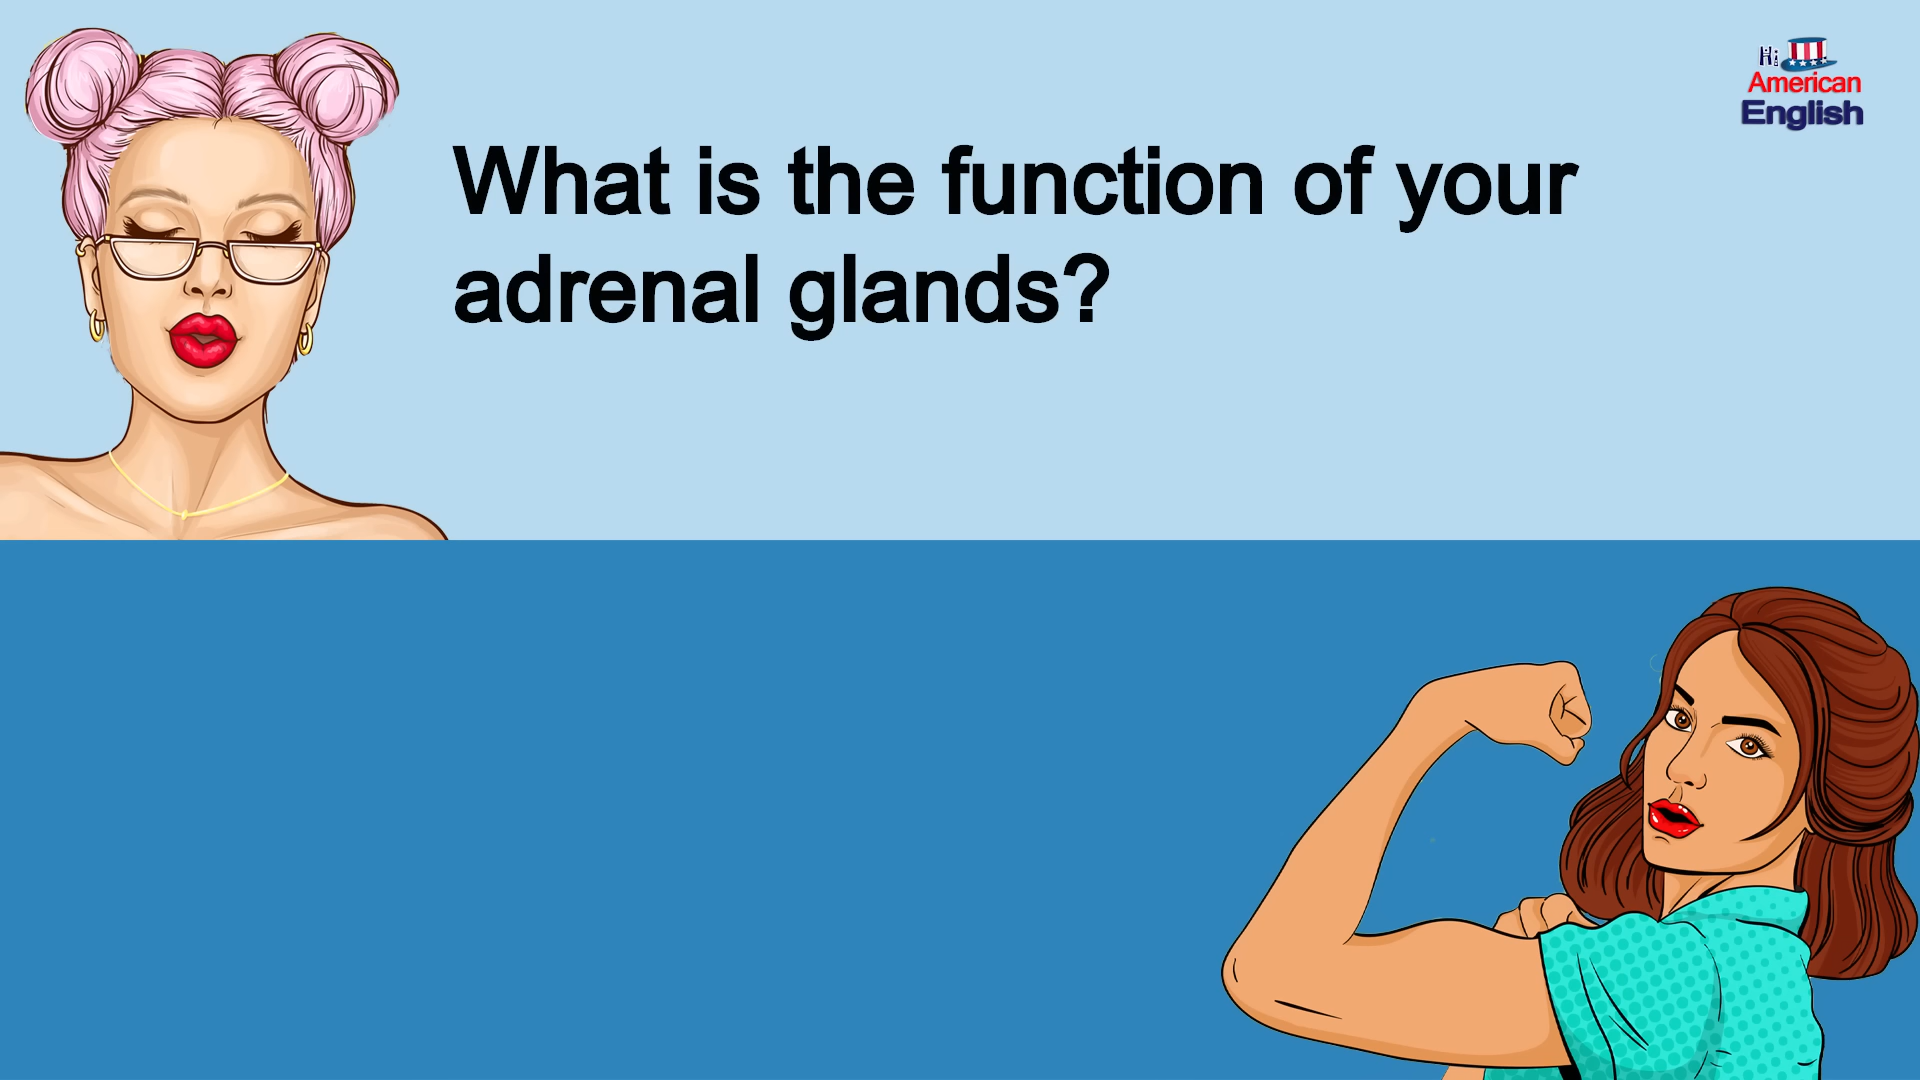 Hi
American
English
What is the function of your
adrenal glands?